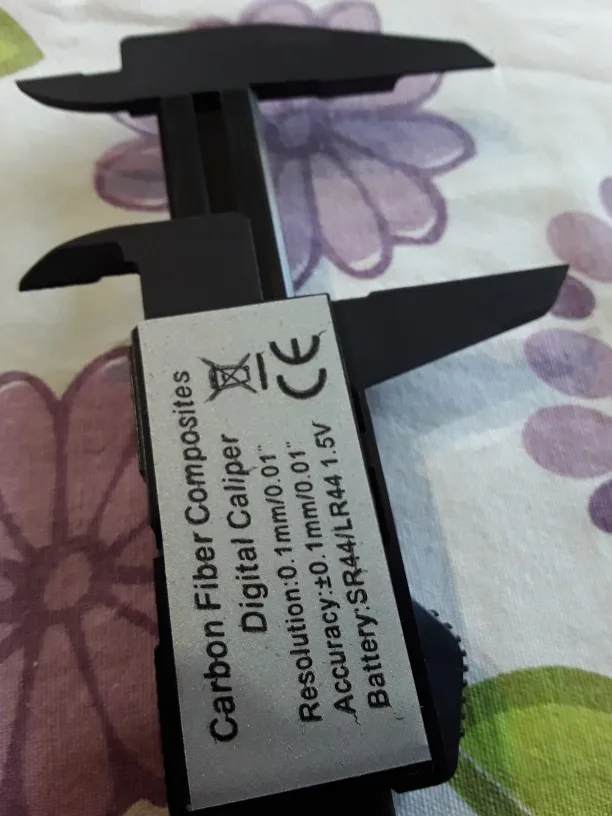 Carbon Fiber Composites
Digital Caliper
CE
Resolution:0.1mm/0.01"
Accuracy:±0.1mm/0.01"
Battery:SR44/LR44 1.5V